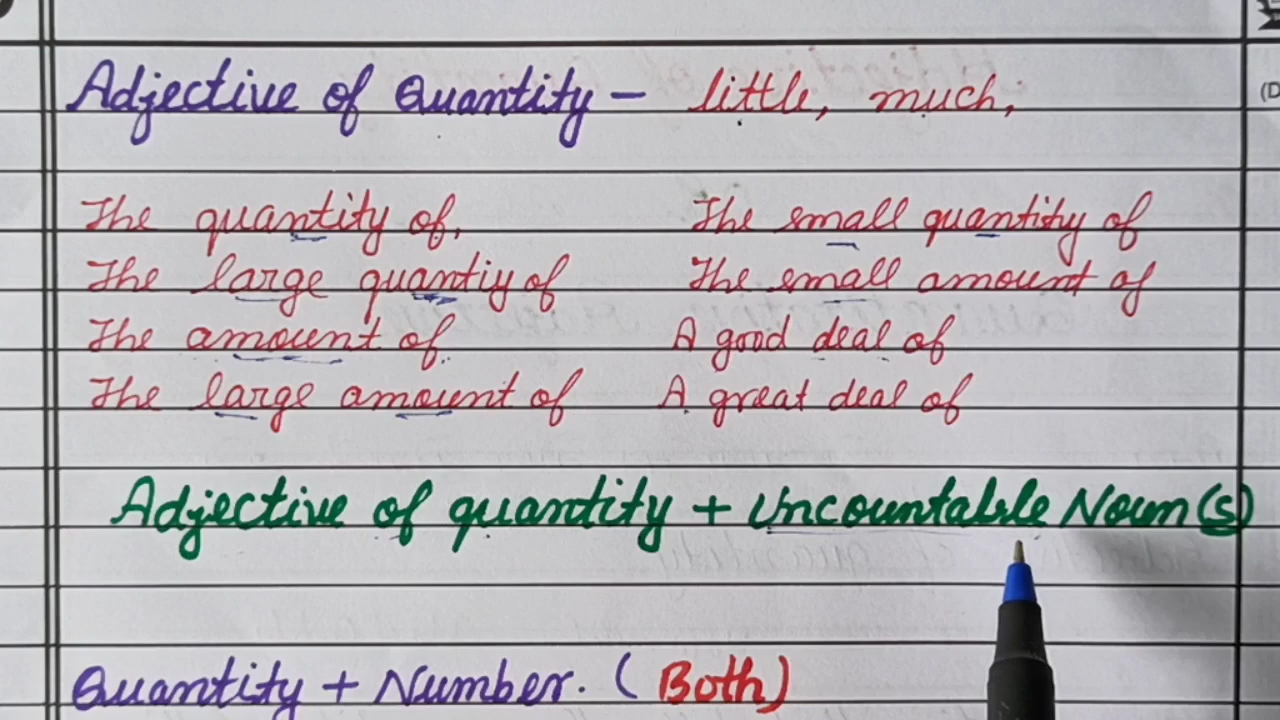 Adjective of Quantity - little, much,
The quantity of, The small quantity of
The large quantiy of The small amount of
The amount of. A good deal of
The large amount of A great deal of
Adjective of quantity + Uncountable Noun(s)
Quantity + Number. (Both)
(D